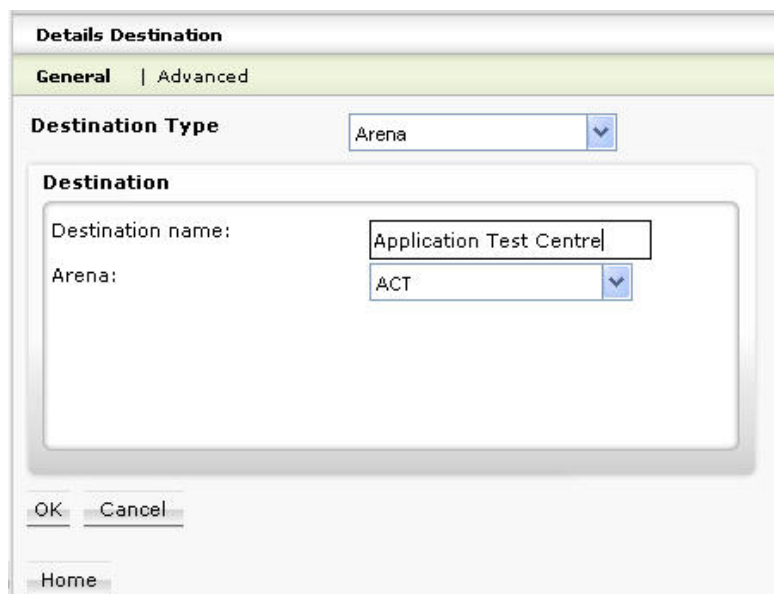 Details Destination
General | Advanced
Destination Type Arena
Destination
Destination name: Application Test Centre
Arena: ACT
OK Cancel
Home